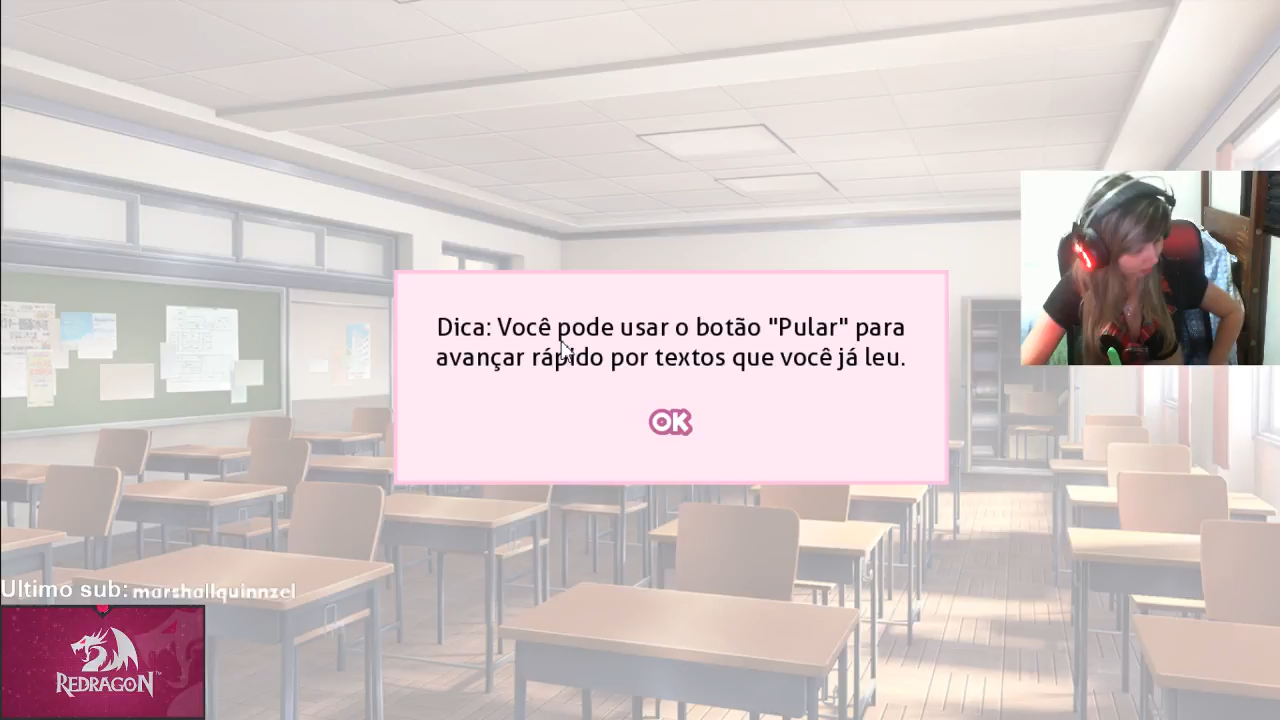 Dica: Você pode usar o botão "Pular" para
avançar rápido por textos que você já leu.
OK
Ultimo sub: marshallquinnzel
REDRAGON